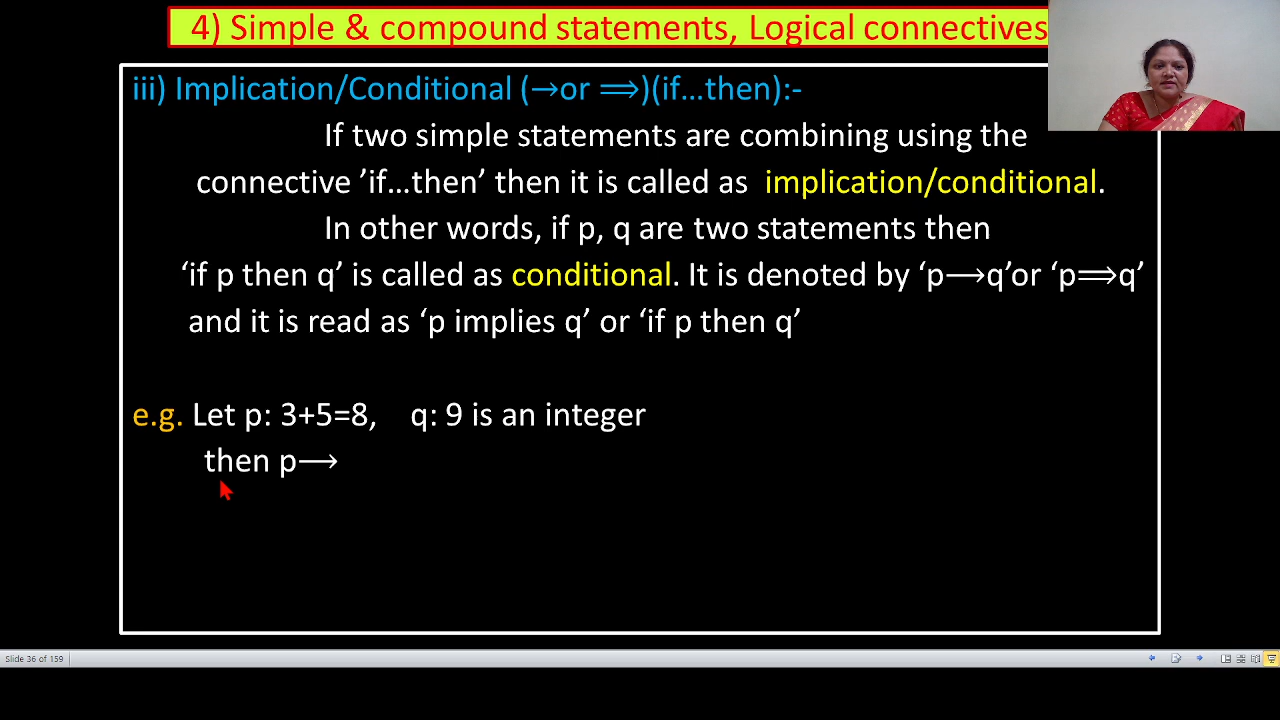 4) Simple & compound statements, Logical connectives
iii) Implication/Conditional (→or ⟹)(if...then):-
If two simple statements are combining using the
connective ’if...then’ then it is called as implication/conditional.
In other words, if p, q are two statements then
‘if p then q’ is called as conditional. It is denoted by ‘p⟶q’or ‘p⟹q’
and it is read as ‘p implies q’ or ‘if p then q’
e.g. Let p: 3+5=8, q: 9 is an integer
then p⟶
Slide 36 of 159